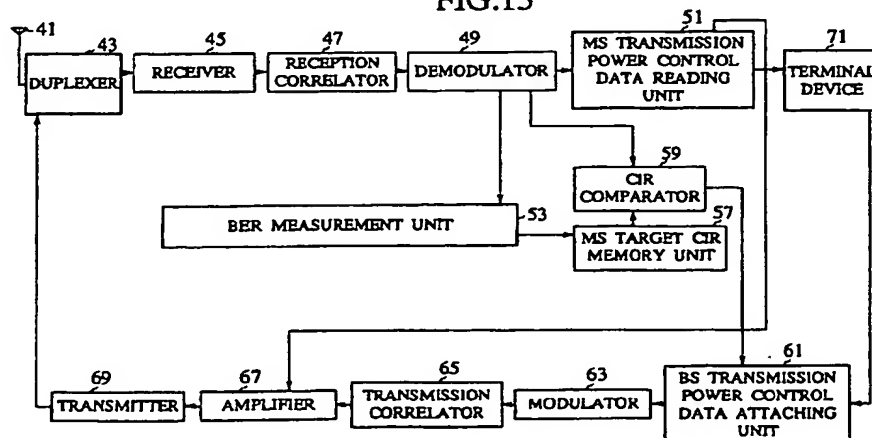 FIG.13
41
43
DUPLEXER
45
RECEIVER
47
RECEPTION
CORRELATOR
49
DEMODULATOR
51
MS TRANSMISSION
POWER CONTROL
DATA READING
UNIT
71
TERMINAL
DEVICE
59
CIR
COMPARATOR
53
BER MEASUREMENT UNIT
57
MS TARGET CIR
MEMORY UNIT
69
TRANSMITTER
67
AMPLIFIER
65
TRANSMISSION
CORRELATOR
63
MODULATOR
61
BS TRANSMISSION
POWER CONTROL
DATA ATTACHING
UNIT